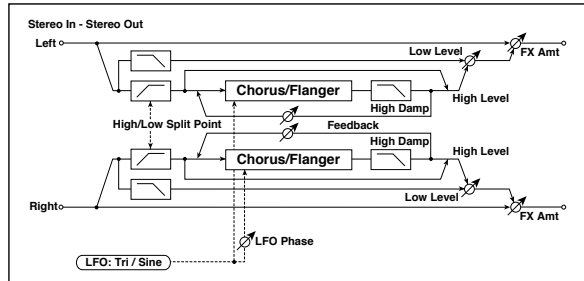 Stereo In - Stereo Out
Left
Low Level
FX Amt
Chorus/Flanger
High Damp
High Level
High/Low Split Point
Feedback
High Damp
High Level
Chorus/Flanger
Low Level
Right
FX Amt
LFO Phase
LFO: Tri / Sine